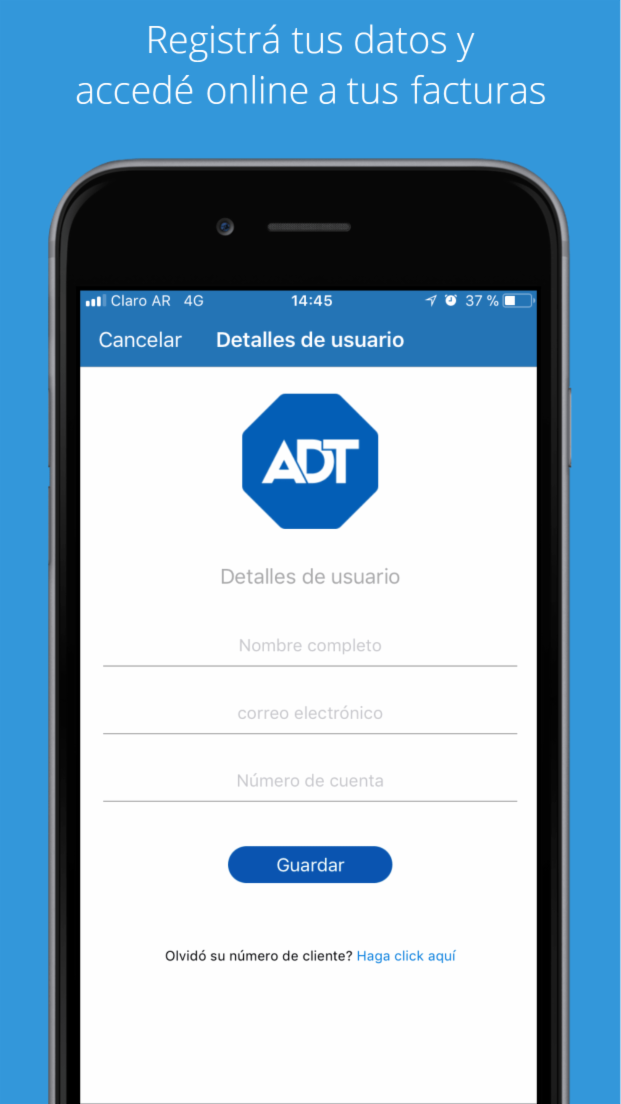 Registrá tus datos y
accedé online a tus facturas
Claro AR 4G 14:45 37 %
Cancelar Detalles de usuario
ADT
Detalles de usuario
Nombre completo
correo electrónico
Número de cuenta
Guardar
Olvidó su número de cliente? Haga click aquí